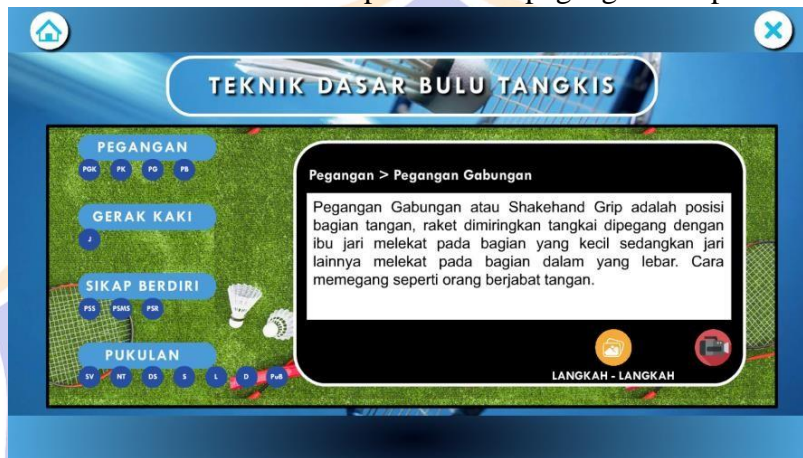 TEKNIK DASAR BULU TANGKIS
PEGANGAN
PGK PK PG PB
GERAK KAKI
J
SIKAP BERDIRI
PSS PSMS PSR
PUKULAN
SV NT DS S L D PuB
Pegangan > Pegangan Gabungan
Pegangan Gabungan atau Shakehand Grip adalah posisi
bagian tangan, raket dimiringkan tangkai dipegang dengan
ibu jari melekat pada bagian yang kecil sedangkan jari
lainnya melekat pada bagian dalam yang lebar. Cara
memegang seperti orang berjabat tangan.
LANGKAH - LANGKAH